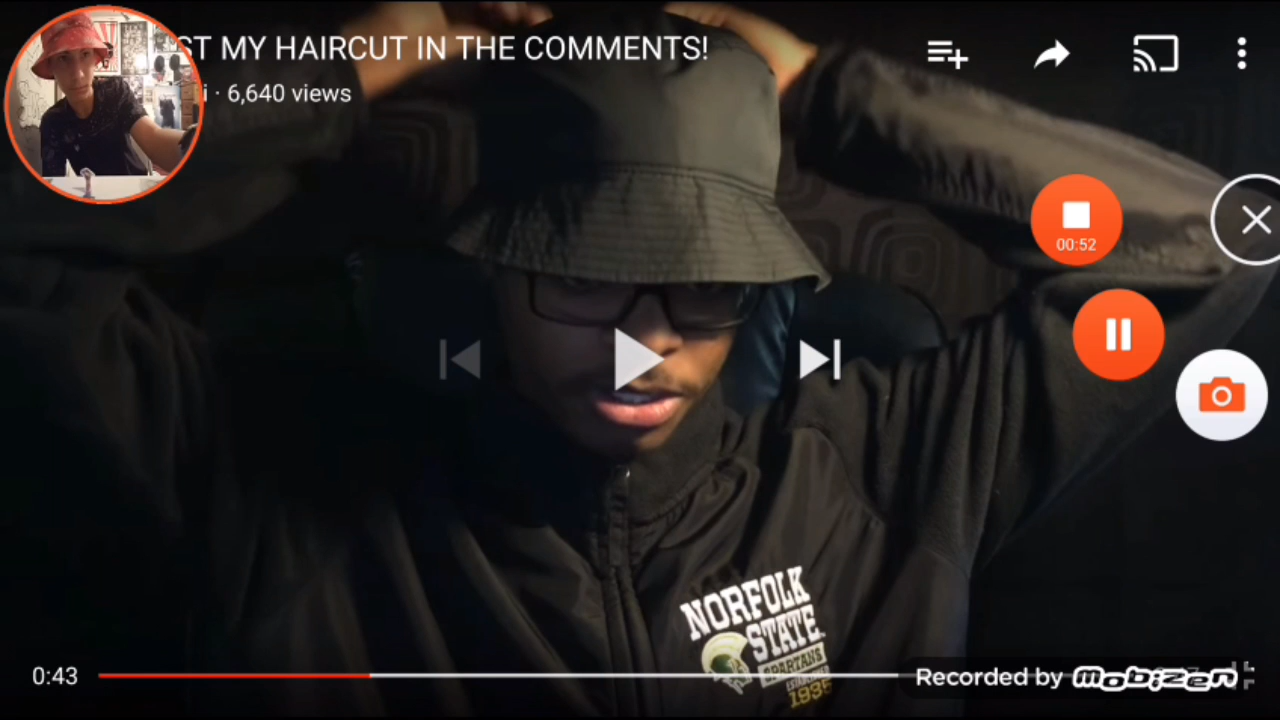 ST MY HAIRCUT IN THE COMMENTS!
i · 6,640 views
00:52
NORFOLK
STATE.
SPARTANS
ESTABLISHED
1935
0:43
Recorded by mobizen